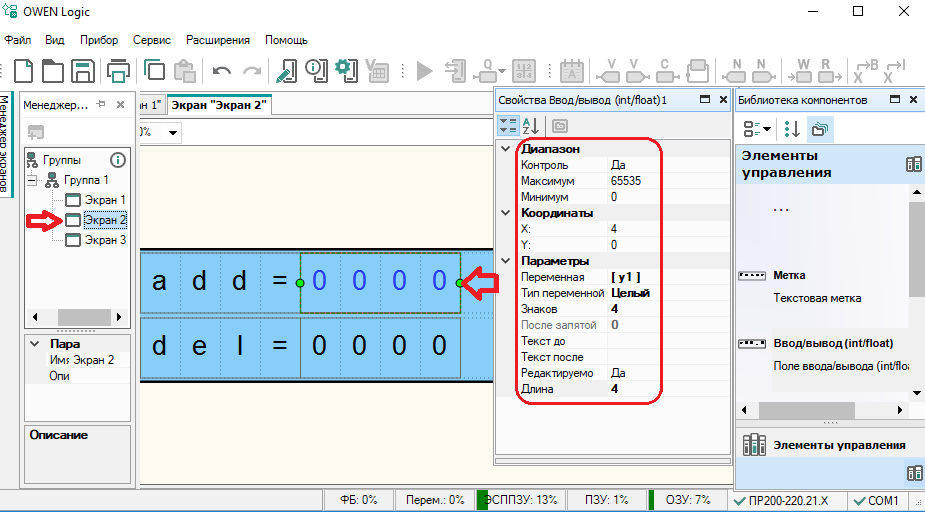 OWEN Logic
Файл Вид Прибор Сервис Расширения Помощь
Менеджер экранов
Менеджер...
Группы
Группа 1
Экран 1
Экран 2
Экран 3
Пара
Имя Экран 2
Опи
Описание
н 1" Экран "Экран 2"
0%
a d d = 0 0 0 0
d e l = 0 0 0 0
Свойства Ввод/вывод (int/float)1
Диапазон
Контроль Да
Максимум 65535
Минимум 0
Координаты
X: 4
Y: 0
Параметры
Переменная [ y1 ]
Тип переменной Целый
Знаков 4
После запятой 0
Текст до
Текст после
Редактируемо Да
Длина 4
Библиотека компонентов
Элементы управления
...
Метка
Текстовая метка
Ввод/вывод (int/float)
Поле ввода/вывода (int/floa
Элементы управления
ФБ: 0% Перем.: 0% ЭСППЗУ: 13% ПЗУ: 1% ОЗУ: 7% ПР200-220.21.X COM1